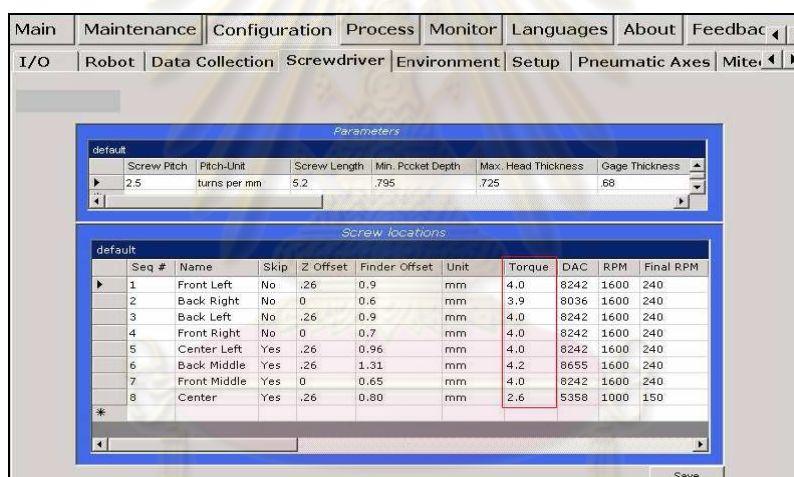 Main Maintenance Configuration Process Monitor Languages About Feedbac
I/O Robot Data Collection Screwdriver Environment Setup Pneumatic Axes Mite
Parameters
default
Screw Pitch Pitch-Unit Screw Length Min. Pocket Depth Max. Head Thickness Gage Thickness
2.5 turns per mm 5.2 .795 .725 .68
Screw locations
default
Seq # Name Skip Z Offset Finder Offset Unit Torque DAC RPM Final RPM
1 Front Left No .26 0.9 mm 4.0 8242 1600 240
2 Back Right No 0 0.6 mm 3.9 8036 1600 240
3 Back Left No .26 0.9 mm 4.0 8242 1600 240
4 Front Right No 0 0.7 mm 4.0 8242 1600 240
5 Center Left Yes .26 0.96 mm 4.0 8242 1600 240
6 Back Middle Yes .26 1.31 mm 4.2 8655 1600 240
7 Front Middle Yes 0 0.65 mm 4.0 8242 1600 240
8 Center Yes .26 0.80 mm 2.6 5358 1000 150
Save